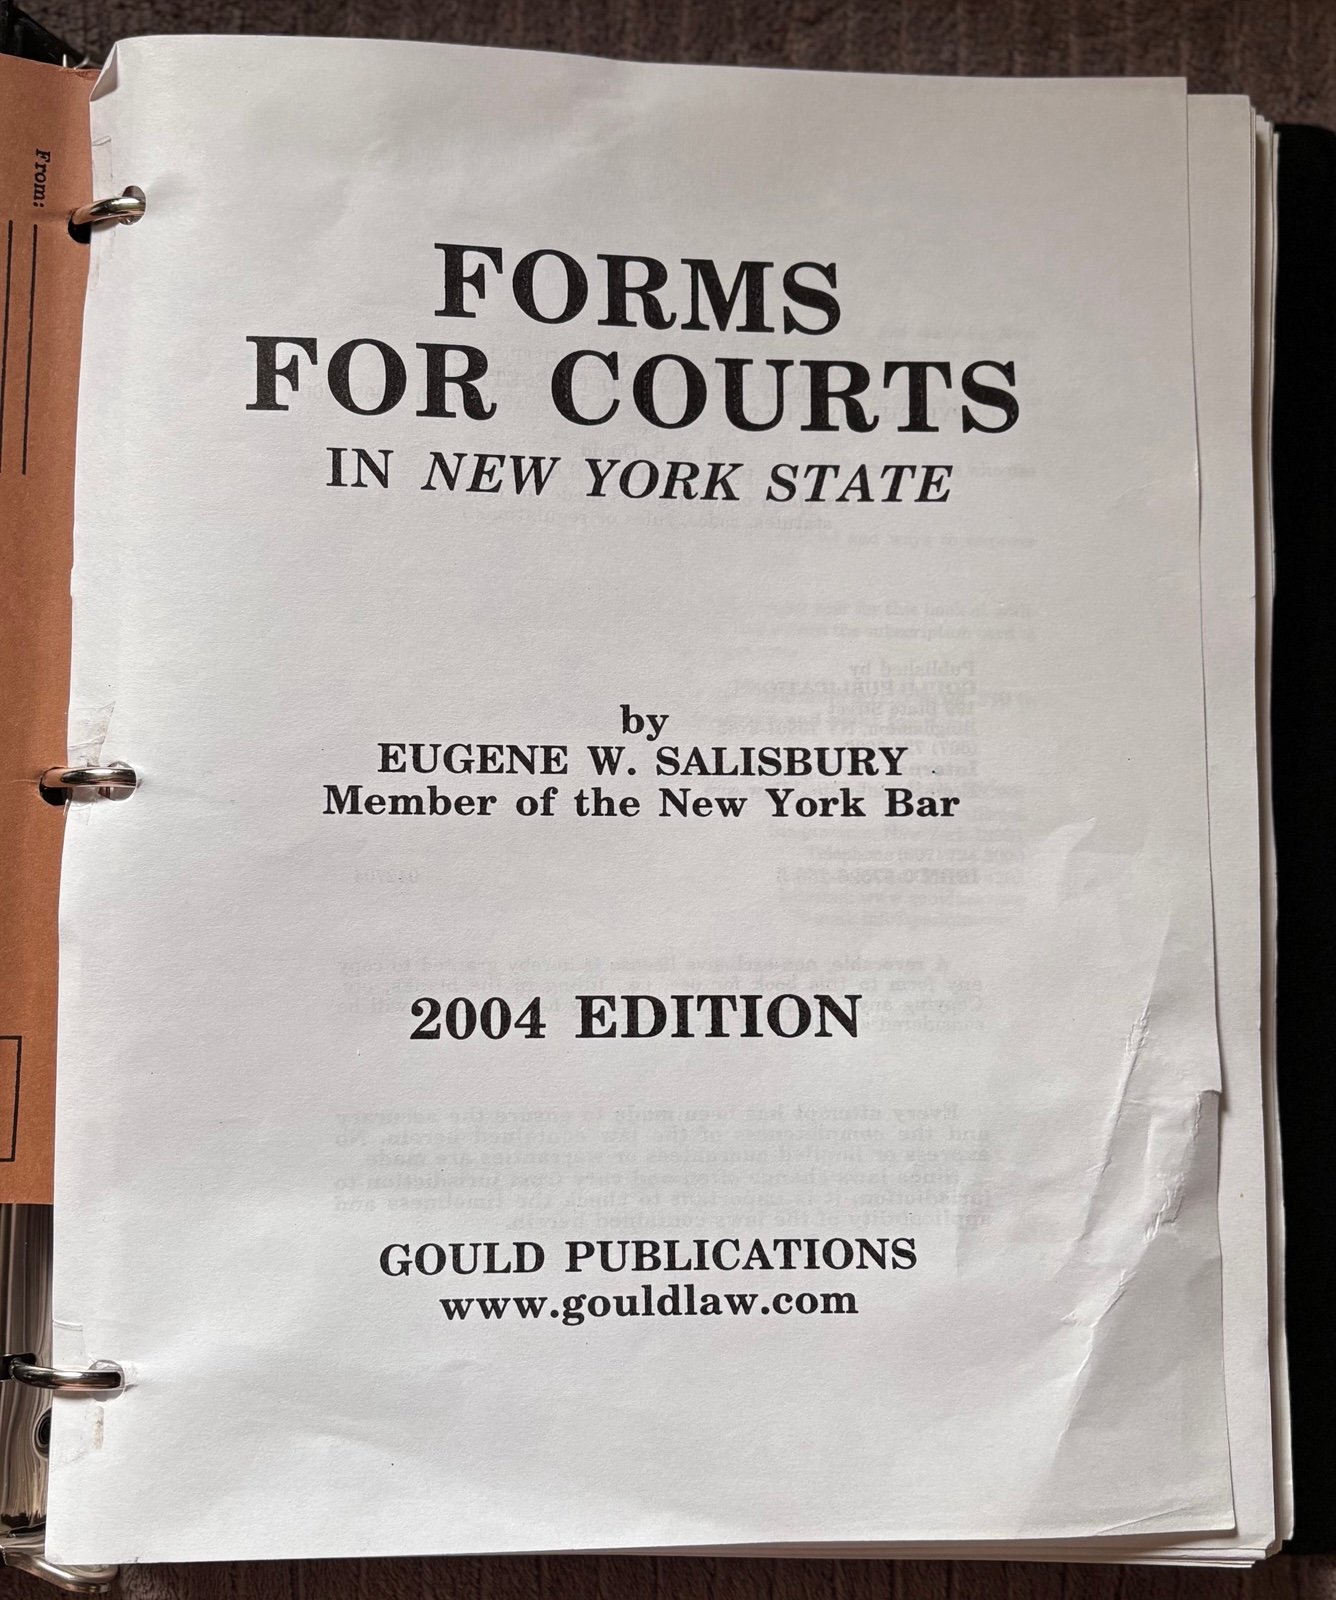 From:
FORMS
FOR COURTS
IN NEW YORK STATE
by
EUGENE W. SALISBURY
Member of the New York Bar
2004 EDITION
GOULD PUBLICATIONS
www.gouldlaw.com